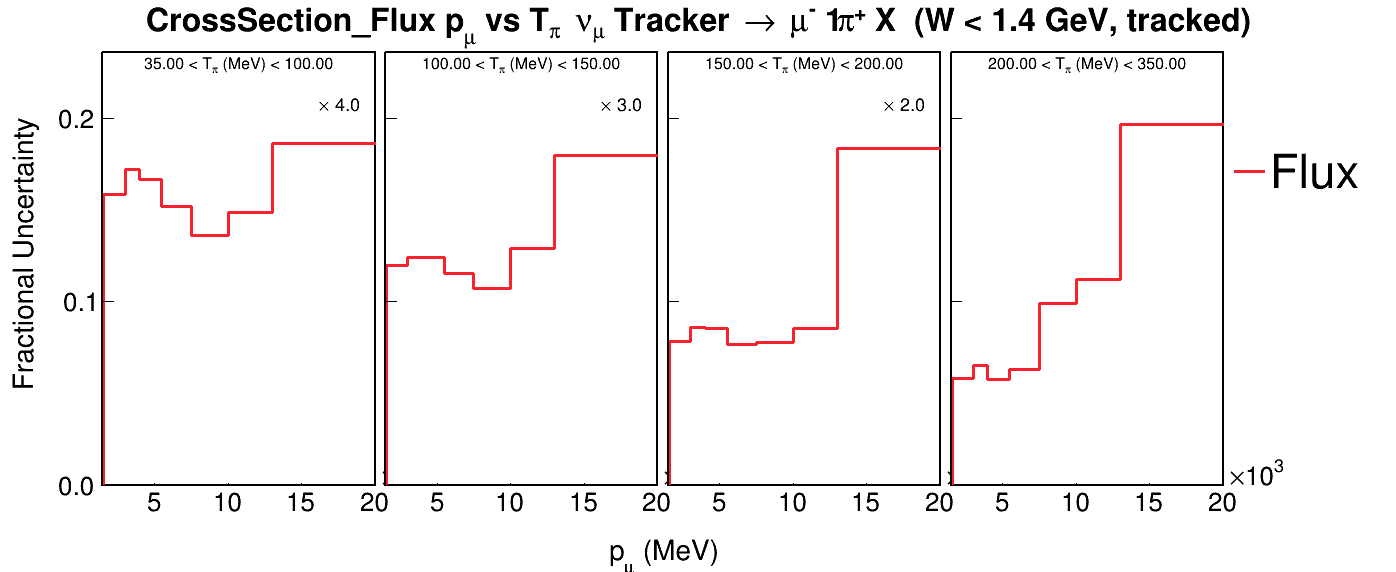 CrossSection_Flux pμ vs Tπ νμ Tracker → μ- 1π+ X (W < 1.4 GeV, tracked)
35.00 < Tπ (MeV) < 100.00
100.00 < Tπ (MeV) < 150.00
150.00 < Tπ (MeV) < 200.00
200.00 < Tπ (MeV) < 350.00
× 4.0
× 3.0
× 2.0
Fractional Uncertainty
0.2
0.1
0.0
Flux
5 10 20
5 10 15 20
5 10 15 20
5 10 15 20
×10³
pμ (MeV)